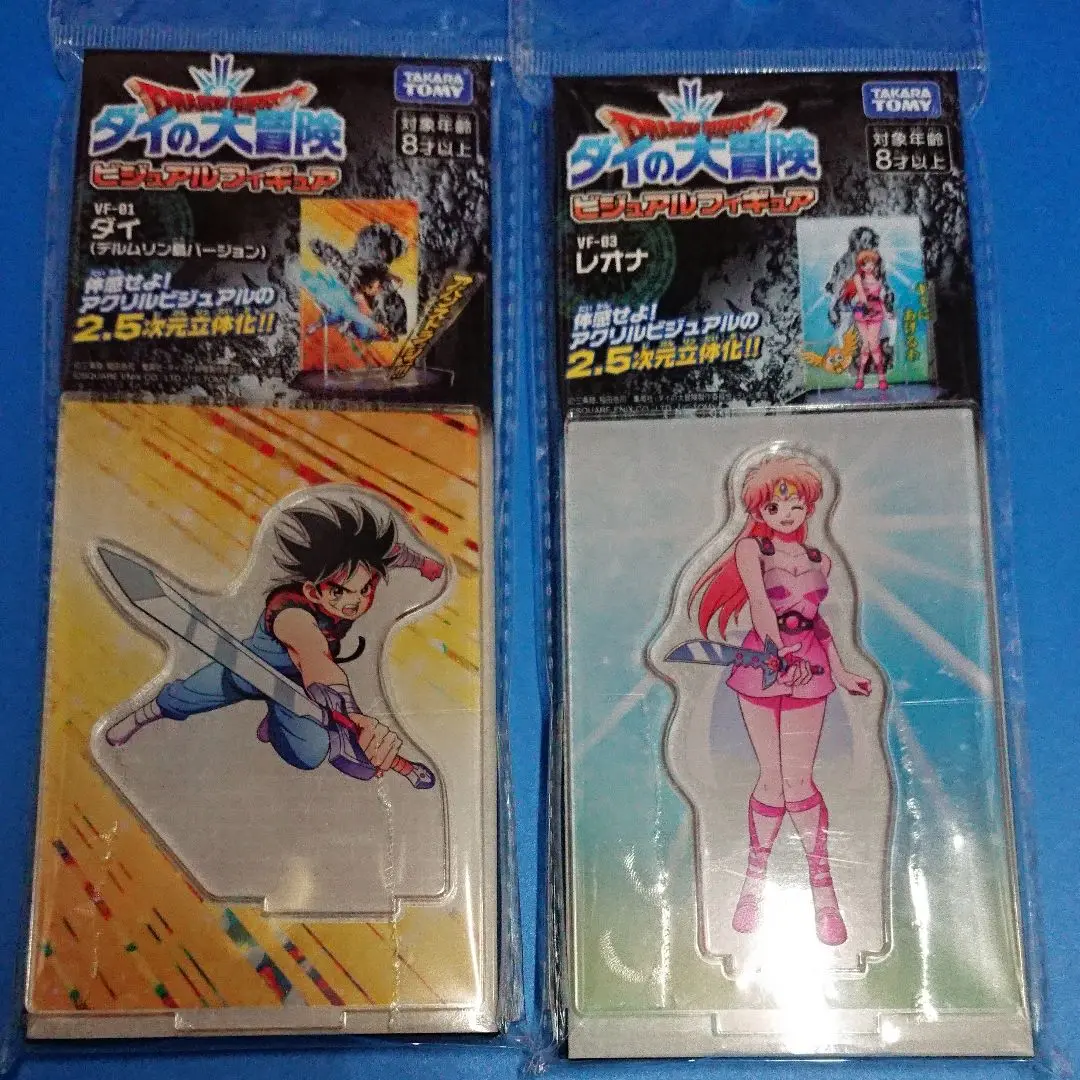 DRAGON QUEST
ダイの大冒険
ビジュアルフィギュア
TAKARA
TOMY
対象年齢
8才以上
VF-01
ダイ
(デルムリン島バージョン)
体感せよ!
アクリルビジュアルの
2.5次元立体化!!
DRAGON QUEST
ダイの大冒険
ビジュアルフィギュア
TAKARA
TOMY
対象年齢
8才以上
VF-03
レオナ
体感せよ!
アクリルビジュアルの
2.5次元立体化!!